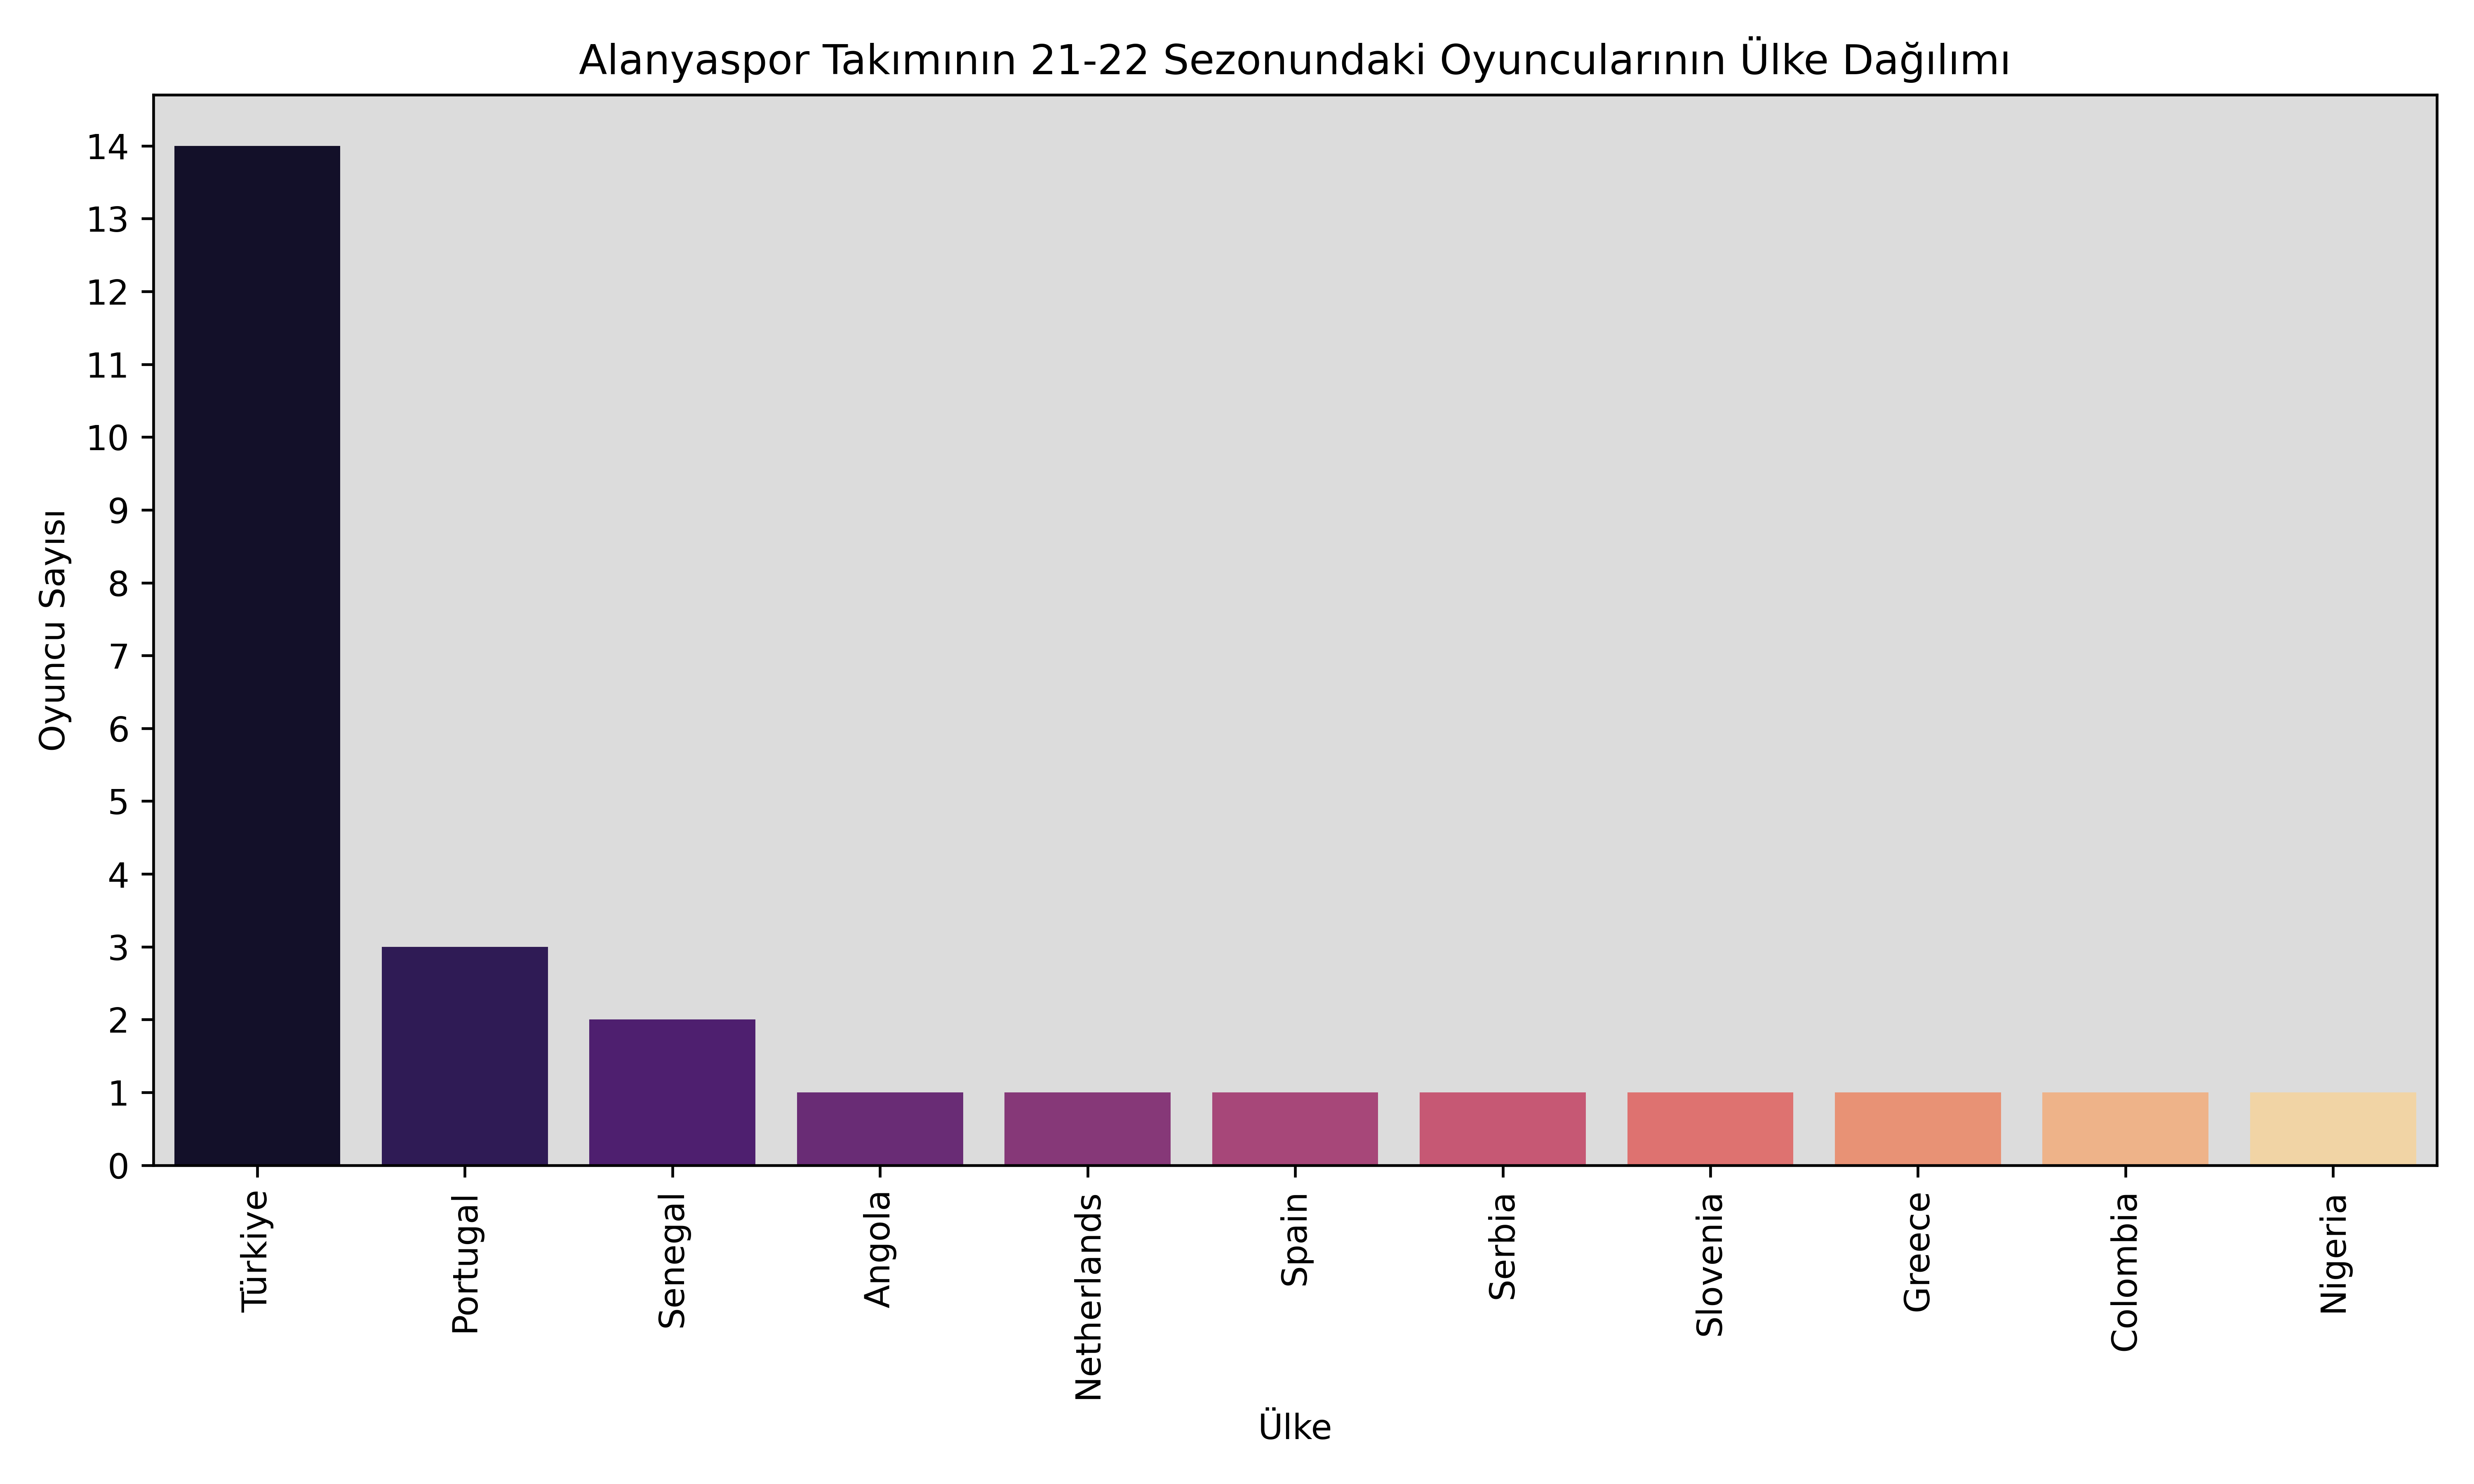 Alanyaspor Takımının 21-22 Sezonundaki Oyuncularının Ülke Dağılımı
Oyuncu Sayısı
14
13
12
11
10
9
8
7
6
5
4
3
2
1
0
Türkiye
Portugal
Senegal
Angola
Netherlands
Spain
Serbia
Slovenia
Greece
Colombia
Nigeria
Ülke